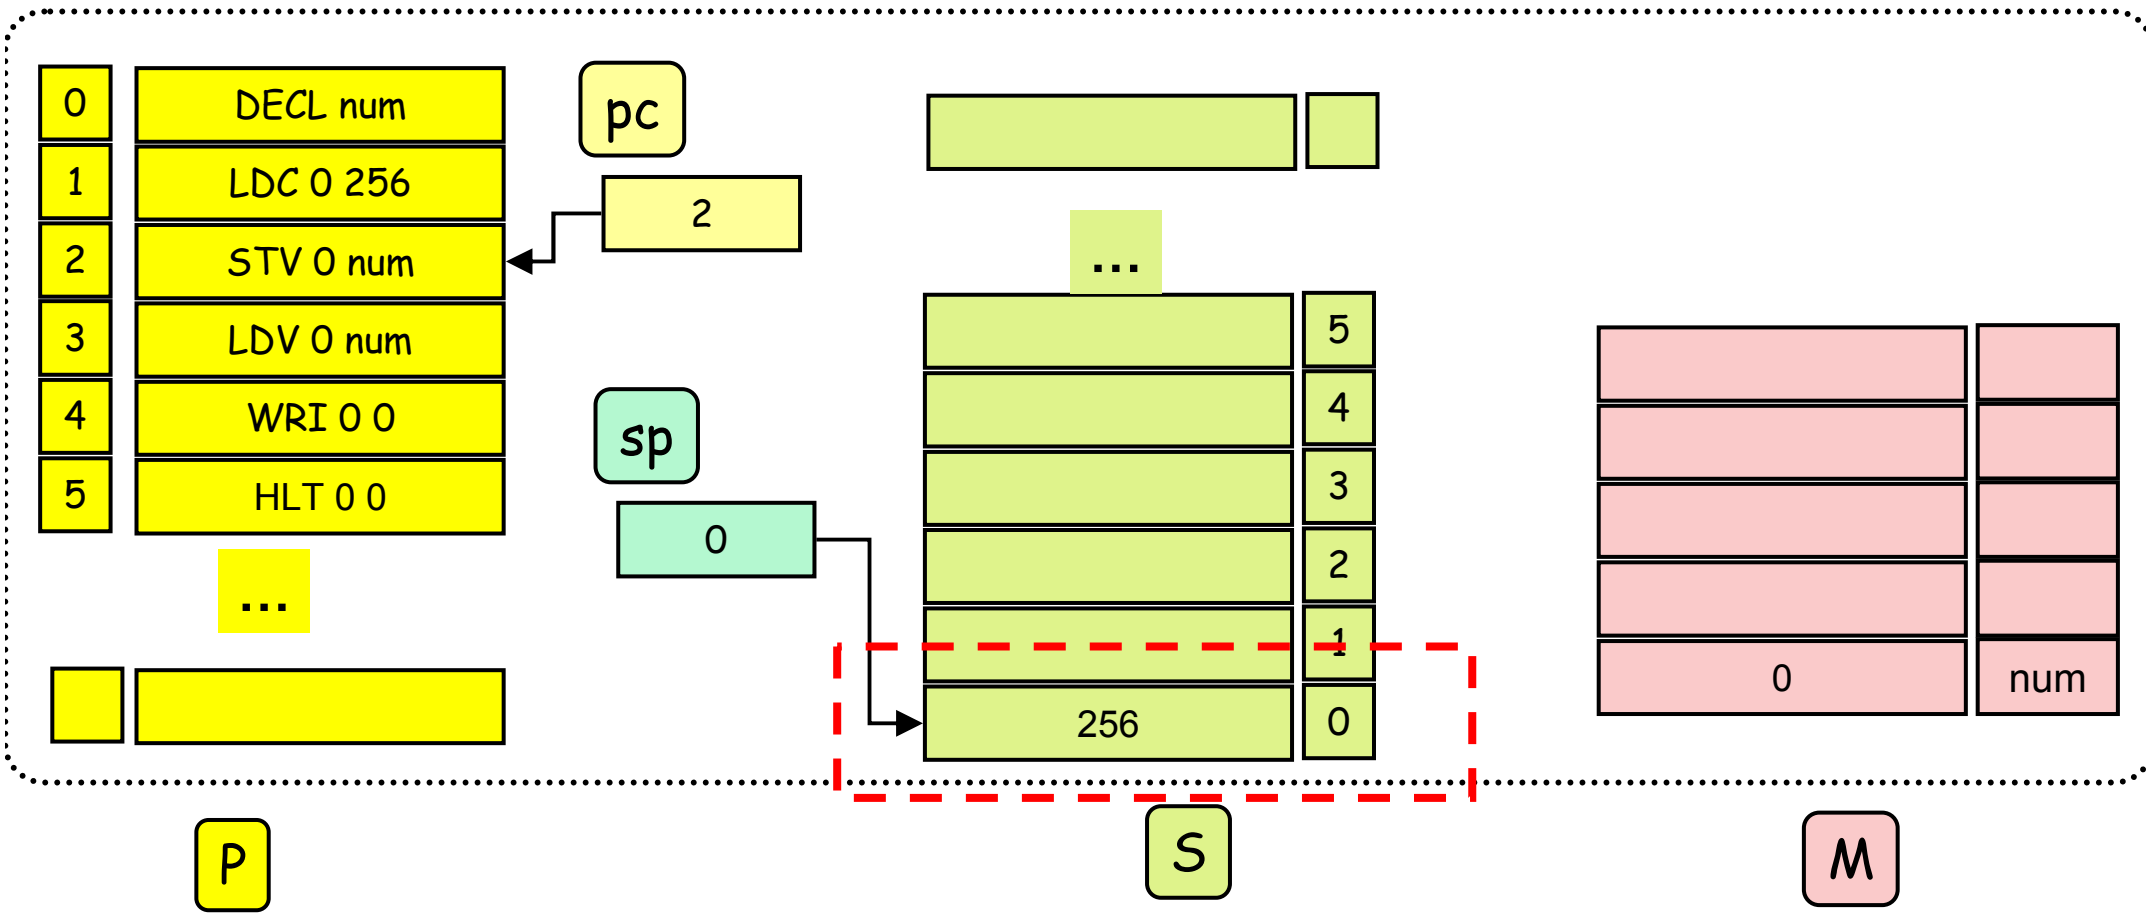 0 DECL num
1 LDC 0 256
2 STV 0 num
3 LDV 0 num
4 WRI 0 0
5 HLT 0 0
...
P
pc
2
sp
0
...
5
4
3
2
1
256 0
S
0 num
M